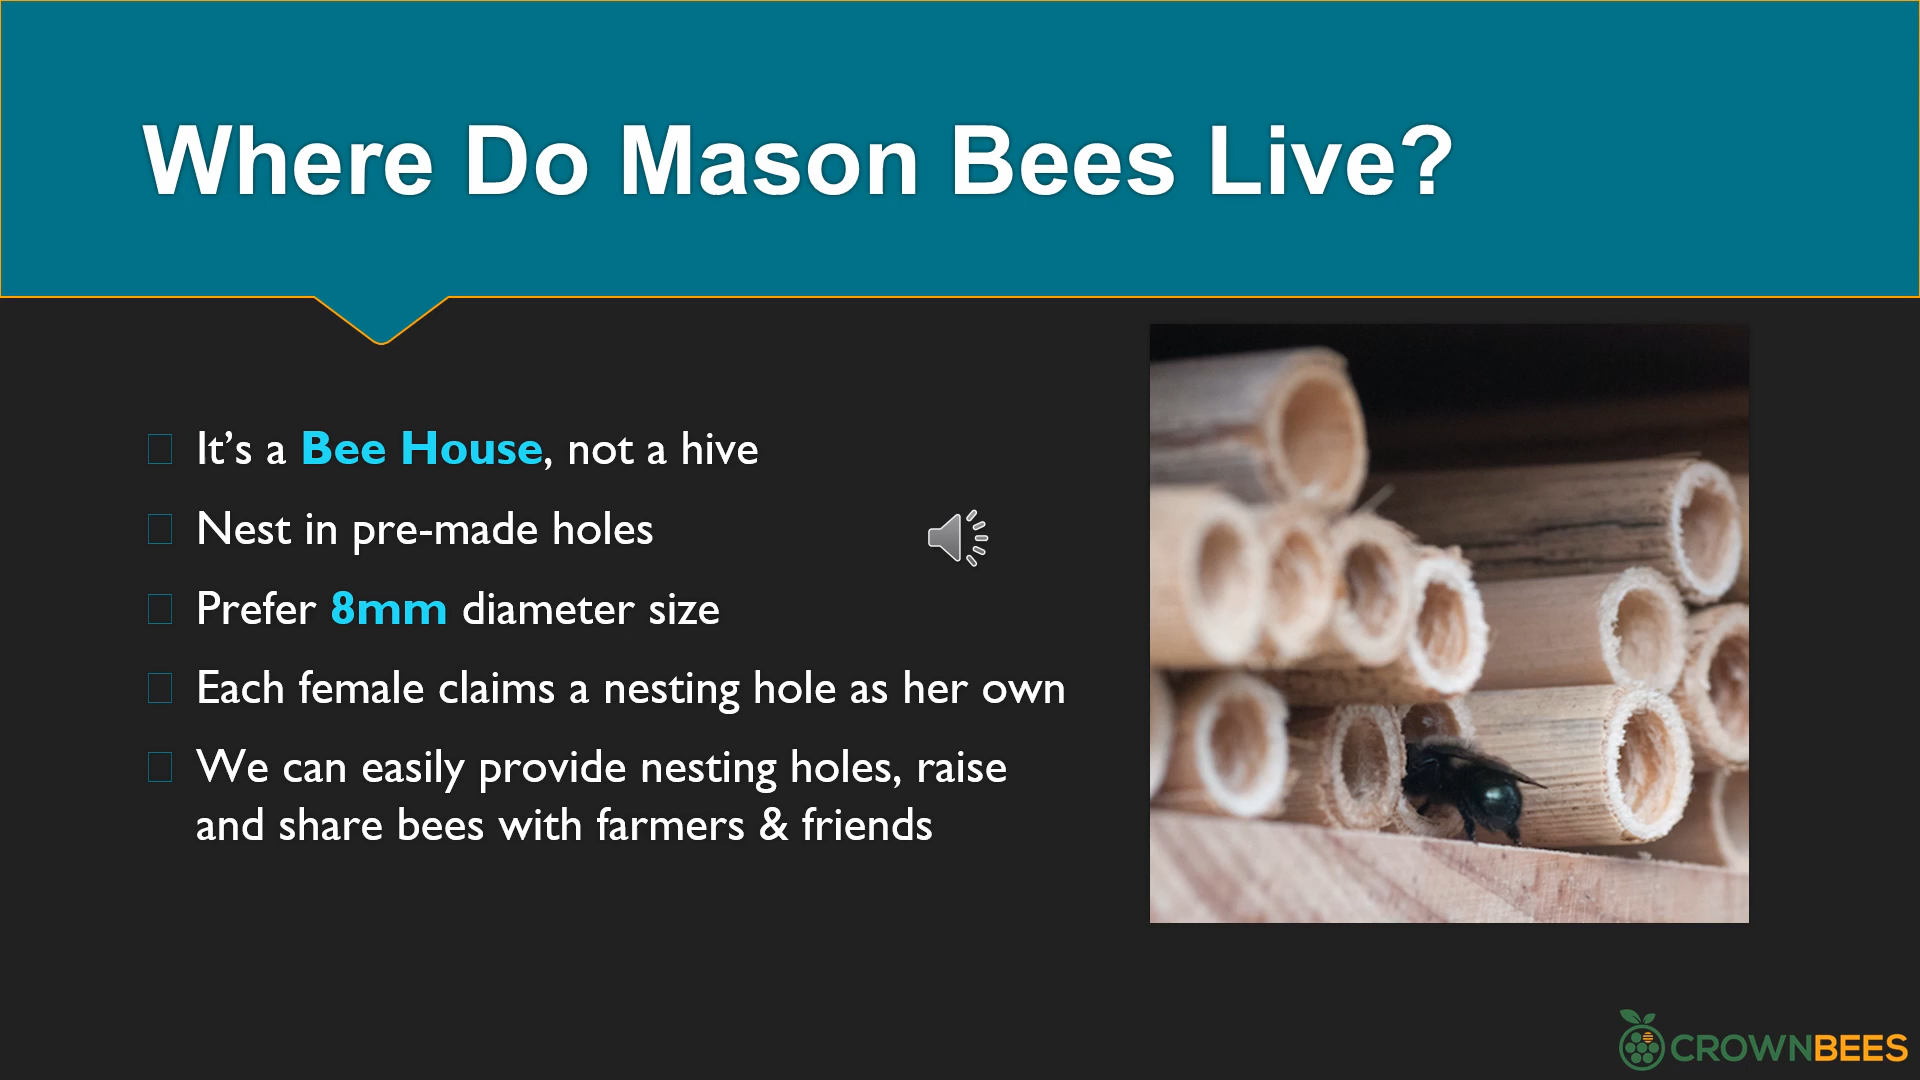 Where Do Mason Bees Live?
It’s a Bee House, not a hive
Nest in pre-made holes
Prefer 8mm diameter size
Each female claims a nesting hole as her own
We can easily provide nesting holes, raise
and share bees with farmers & friends
CROWNBEES